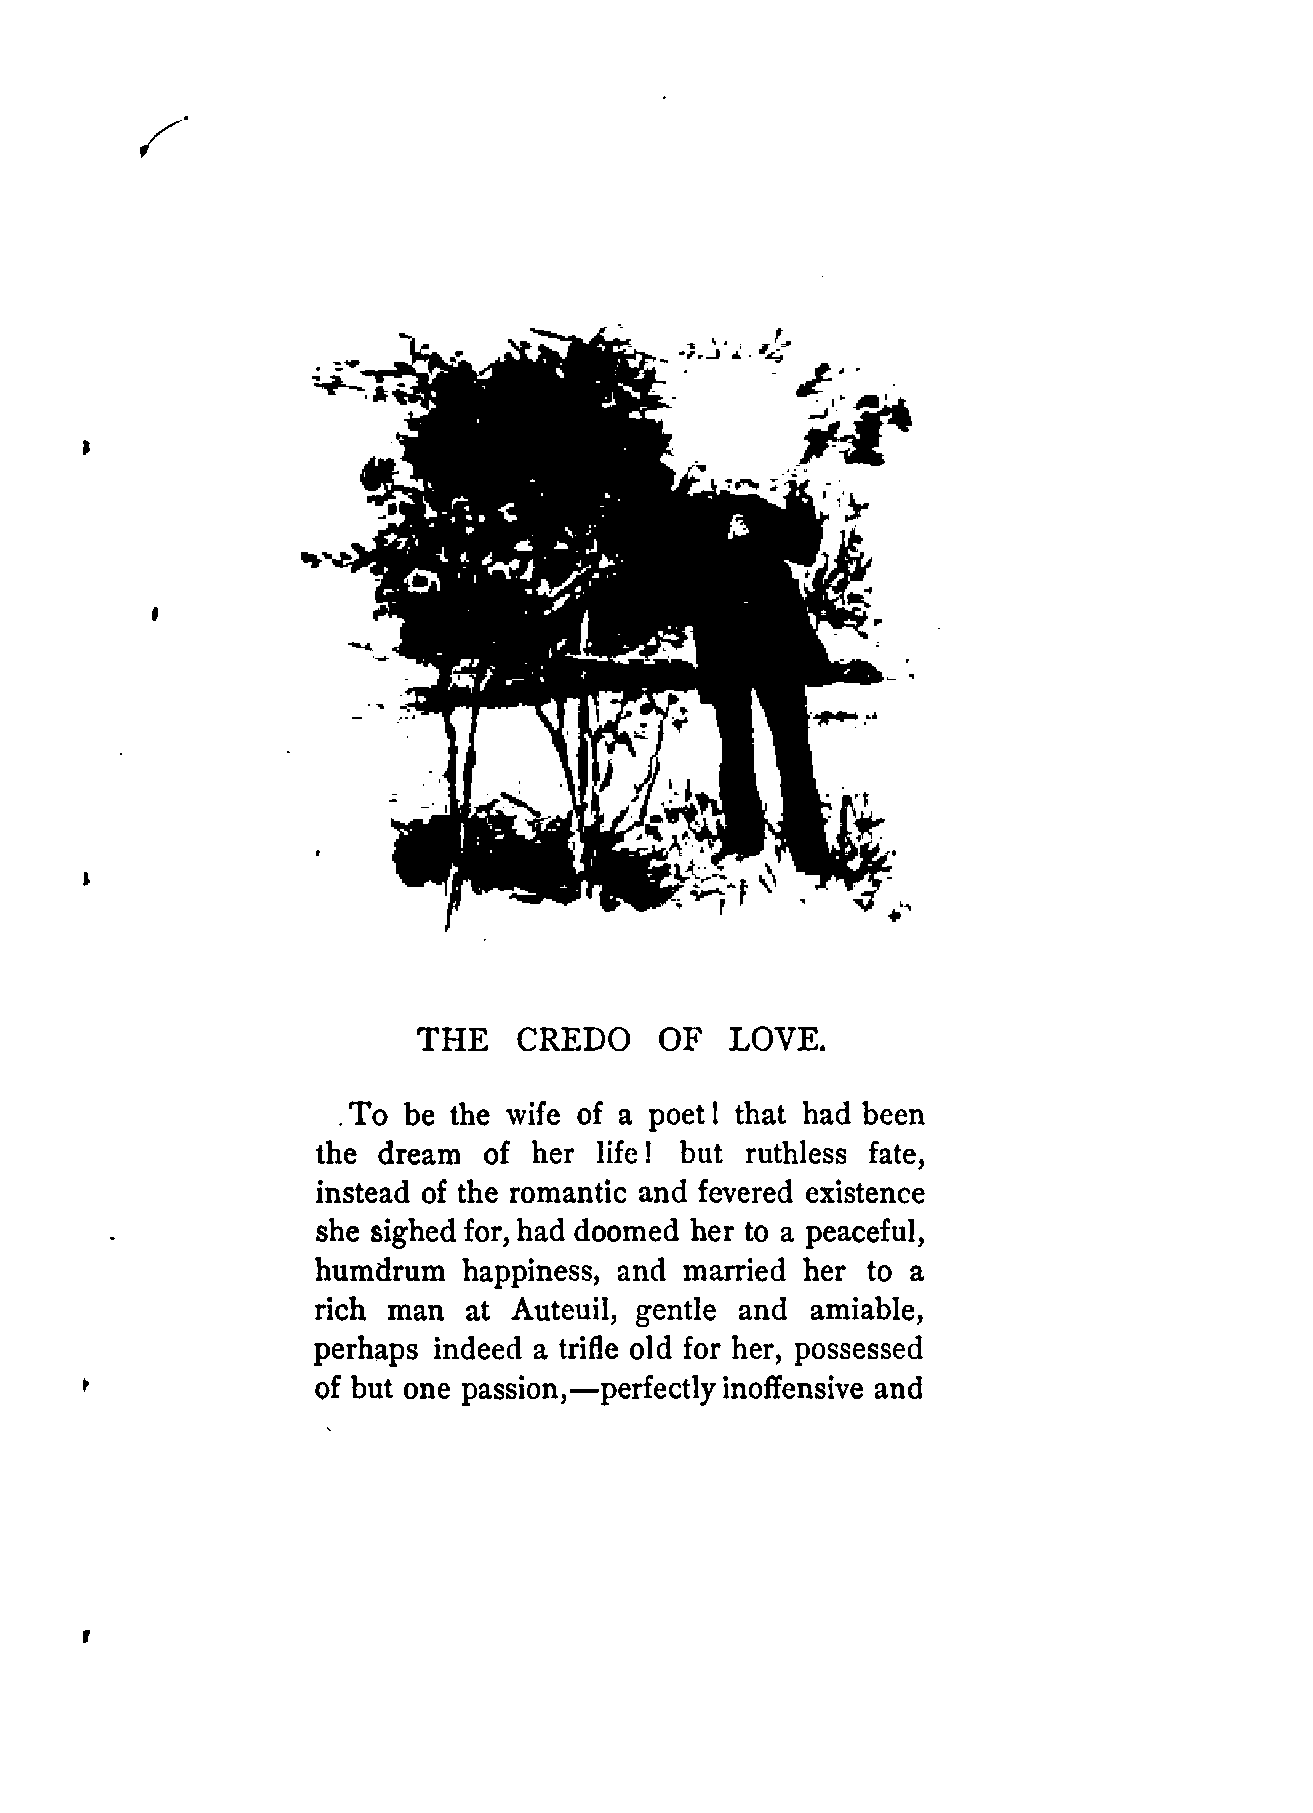 THE CREDO OF LOVE.
To be the wife of a poet! that had been
the dream of her life! but ruthless fate,
instead of the romantic and fevered existence
she sighed for, had doomed her to a peaceful,
humdrum happiness, and married her to a
rich man at Auteuil, gentle and amiable,
perhaps indeed a trifle old for her, possessed
of but one passion,—perfectly inoffensive and